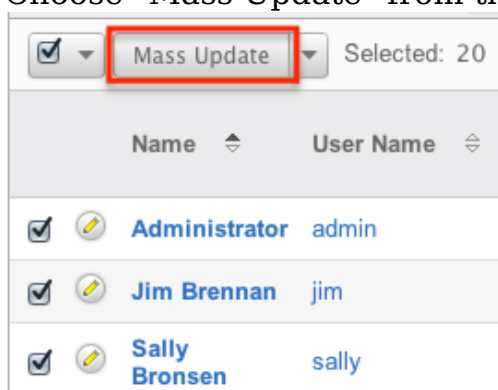 Choose "Mass Update" from th
Mass Update Selected: 20
Name User Name
Administrator admin
Jim Brennan jim
Sally
Bronsen sally